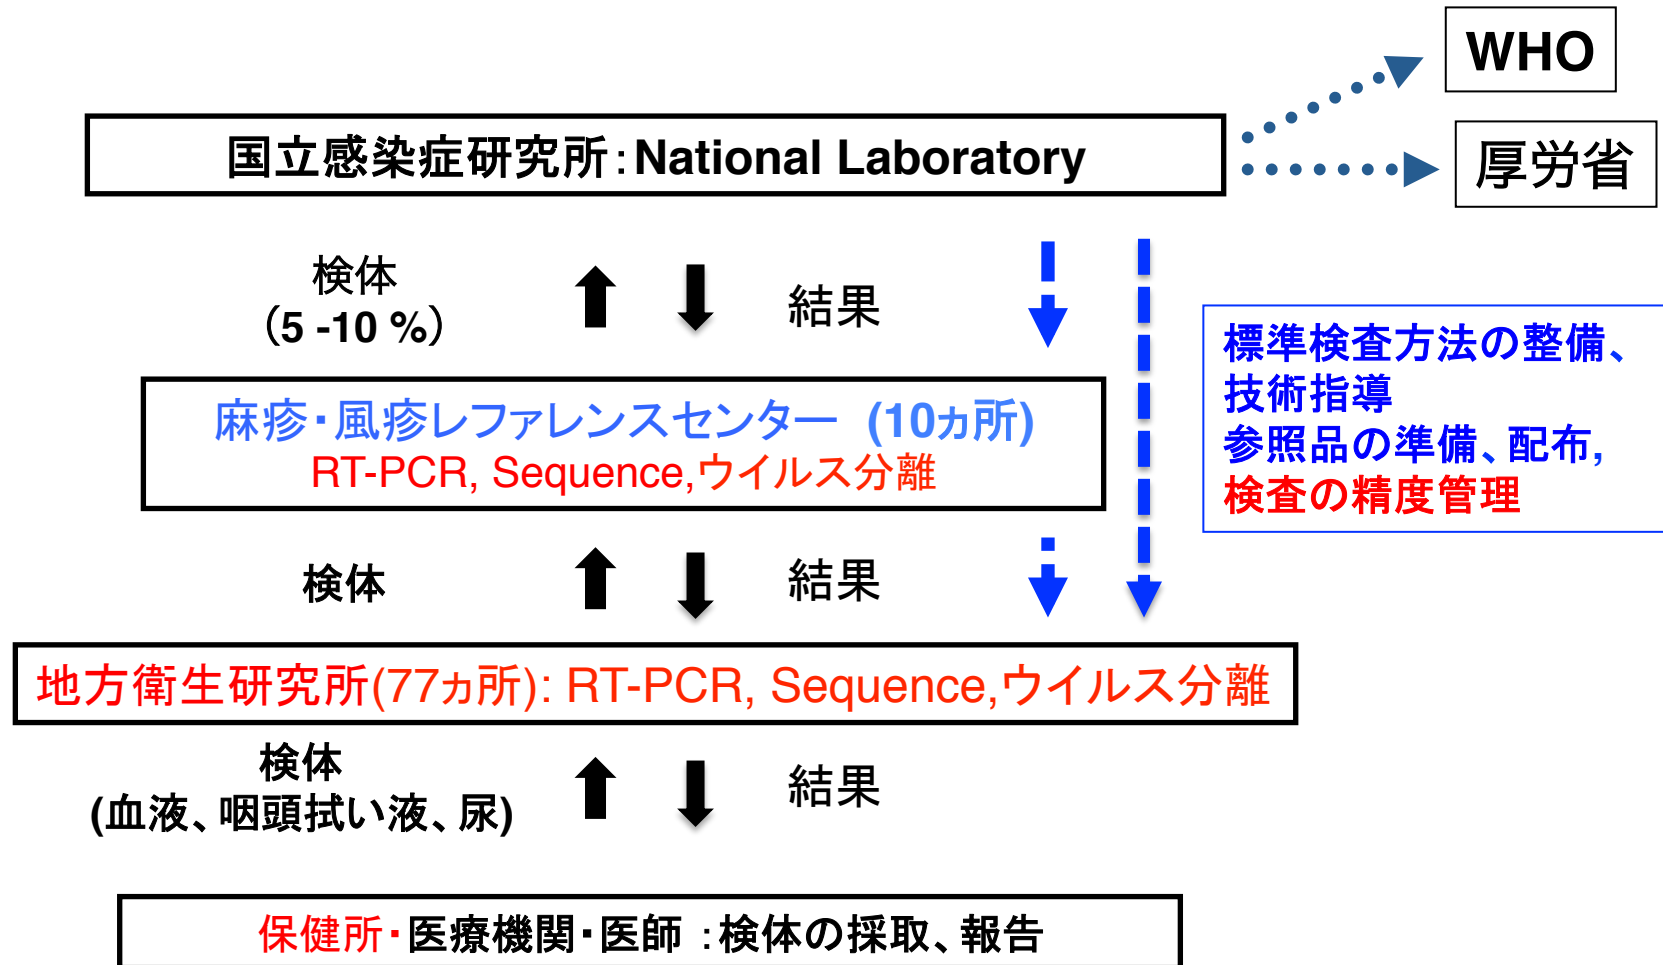 WHO
国立感染症研究所：National Laboratory
厚労省
検体
（5 -10 %）
結果
標準検査方法の整備、
技術指導
参照品の準備、配布,
検査の精度管理
麻疹・風疹レファレンスセンター (10ヵ所)
RT-PCR, Sequence,ウイルス分離
検体
結果
地方衛生研究所(77ヵ所): RT-PCR, Sequence,ウイルス分離
検体
(血液、咽頭拭い液、尿)
結果
保健所・医療機関・医師 ：検体の採取、報告